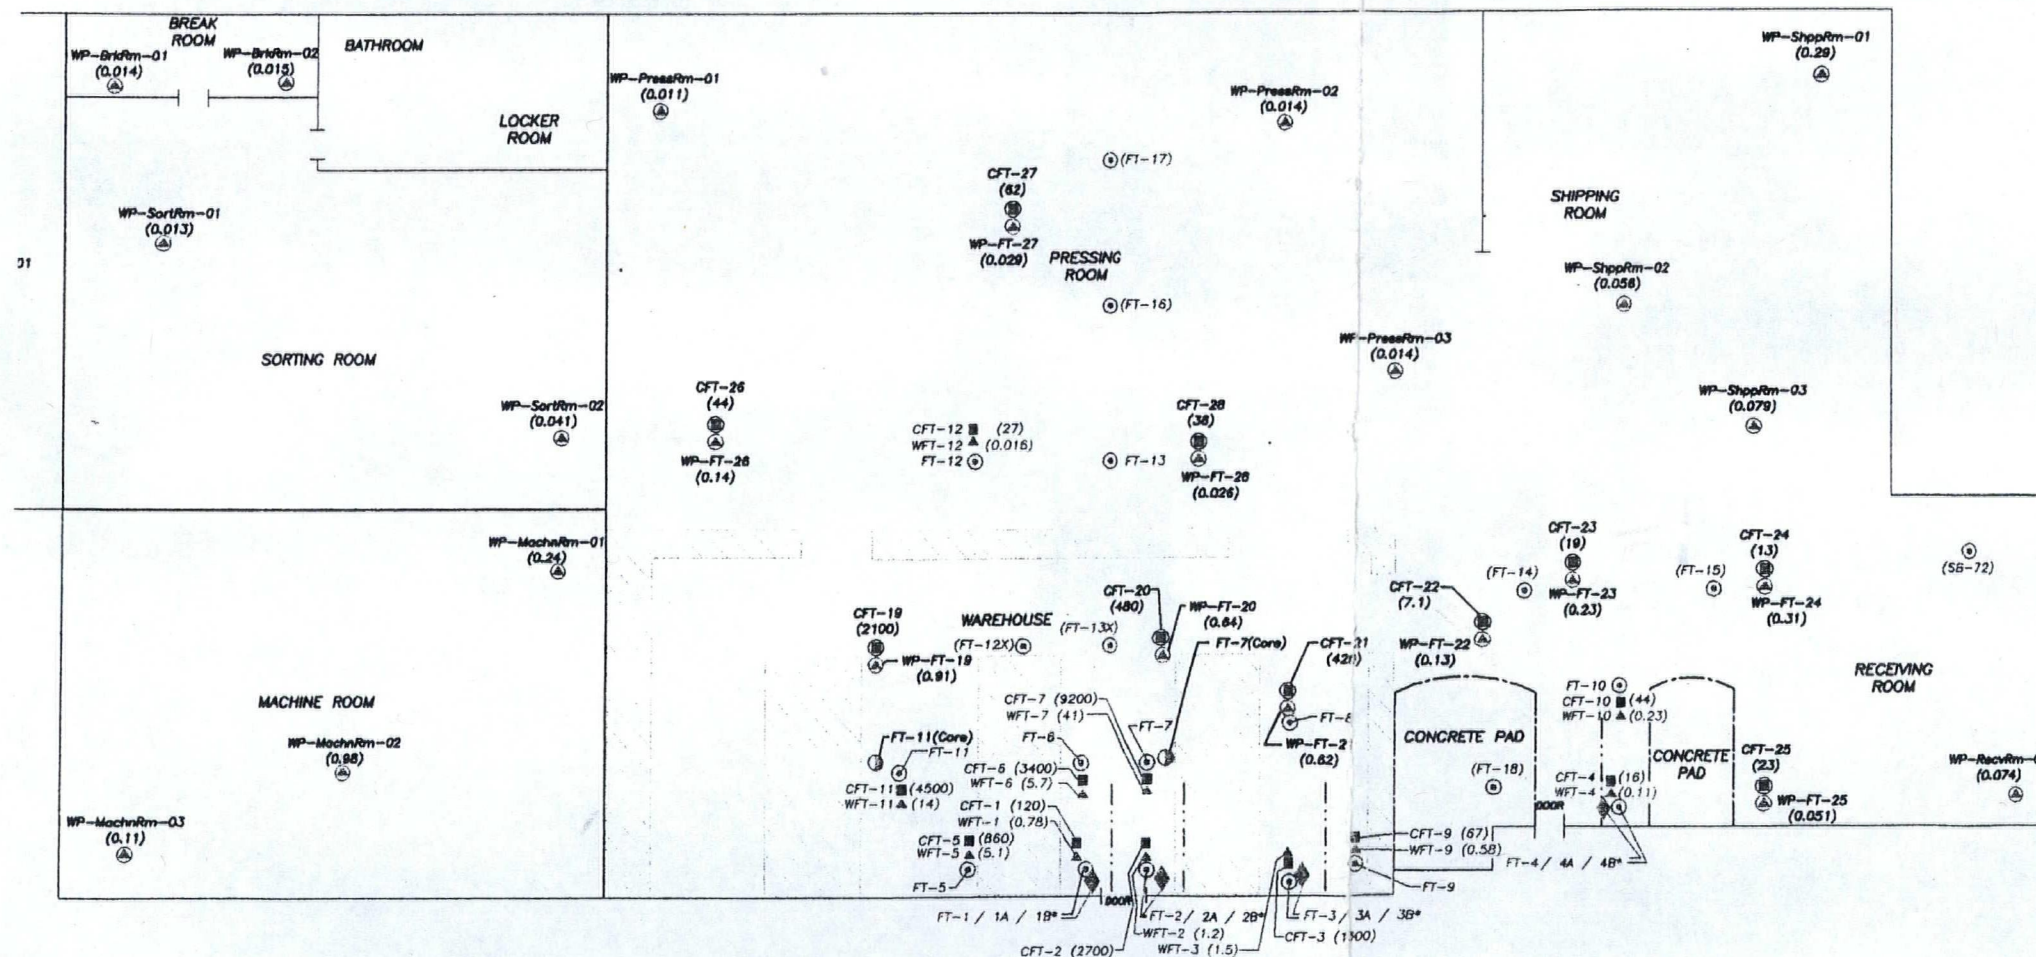 BREAK
ROOM
BATHROOM
WP-BrkRm-01
(0.014)
WP-BrkRm-02
(0.015)
LOCKER
ROOM
WP-PressRm-01
(0.011)
WP-PressRm-02
(0.014)
WP-ShppRm-01
(0.29)
(FT-17)
CFT-27
(62)
WP-FT-27
(0.029)
PRESSING
ROOM
SHIPPING
ROOM
WP-SortRm-01
(0.013)
01
(FT-16)
WP-ShppRm-02
(0.056)
WP-PressRm-03
(0.014)
SORTING ROOM
WP-SortRm-02
(0.041)
CFT-26
(44)
WP-FT-26
(0.14)
CFT-12 (27)
WFT-12 (0.016)
FT-12
FT-13
CFT-28
(38)
WP-FT-28
(0.026)
WP-ShppRm-03
(0.079)
WP-MachnRm-01
(0.24)
CFT-23
(19)
WP-FT-23
(0.23)
(FT-14)
(FT-15)
CFT-24
(13)
WP-FT-24
(0.31)
(SB-72)
CFT-22
(7.1)
WP-FT-22
(0.13)
CFT-19
(2100)
WP-FT-19
(0.91)
WAREHOUSE
(FT-12X)
(FT-13X)
CFT-20
(480)
WP-FT-20
(0.64)
FT-7(Core)
CFT-21
WP-FT-2
(0.62)
FT-8
RECEIVING
ROOM
MACHINE ROOM
WP-MachnRm-02
(0.98)
WP-MachnRm-03
(0.11)
FT-11(Core)
FT-11
CFT-11 (4500)
WFT-11 (14)
CFT-7 (9200)
WFT-7 (41)
FT-6
FT-7
CFT-6 (3400)
WFT-6 (5.7)
CFT-1 (120)
WFT-1 (0.78)
CFT-5 (860)
WFT-5 (5.1)
FT-5
CONCRETE PAD
(FT-18)
FT-10
CFT-10 (44)
WFT-10 (0.23)
CONCRETE
PAD
CFT-4 (16)
WFT-4 (0.11)
DOOR
CFT-25
(23)
WP-FT-25
(0.051)
WP-RecvRm-0
(0.074)
CFT-9 (67)
WFT-9 (0.58)
FT-9
FT-4/ 4A / 4B*
DOOR
FT-1 / 1A / 1B*
FT-2/ 2A / 2B*
FT-3/ 3A / 3B*
WFT-2 (1.2)
CFT-2 (2700)
WFT-3 (1.5)
CFT-3